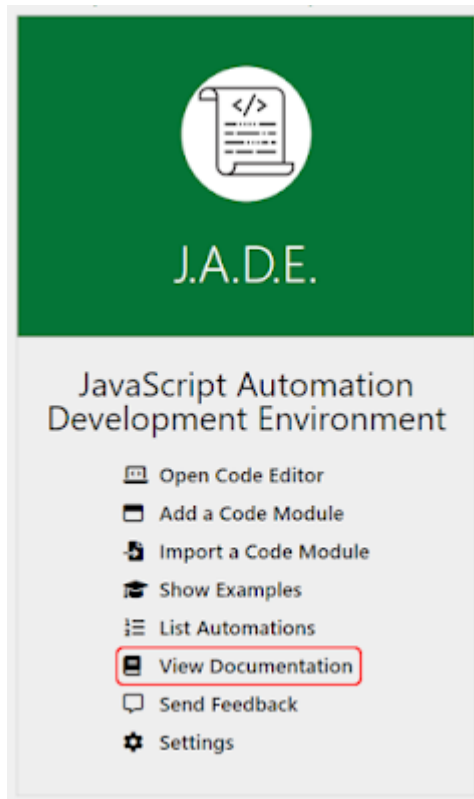 </>
J.A.D.E.
JavaScript Automation
Development Environment
Open Code Editor
Add a Code Module
Import a Code Module
Show Examples
List Automations
View Documentation
Send Feedback
Settings